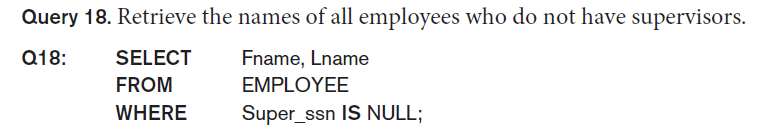 Query 18. Retrieve the names of all employees who do not have supervisors.
Q18: SELECT Fname, Lname
FROM EMPLOYEE
WHERE Super_ssn IS NULL;